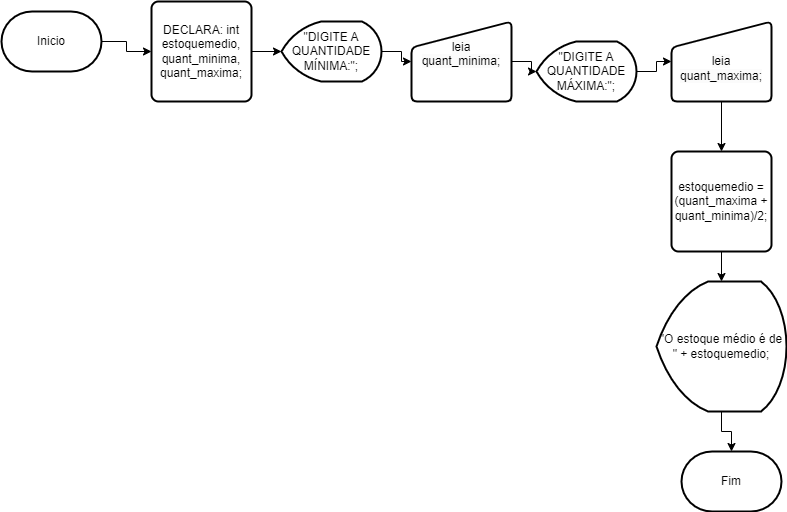 Inicio
DECLARA: int
estoquemedio,
quant_minima,
quant_maxima;
"DIGITE A
QUANTIDADE
MÍNIMA:";
leia
quant_minima;
"DIGITE A
QUANTIDADE
MÁXIMA:";
leia
quant_maxima;
estoquemedio =
(quant_maxima +
quant_minima)/2;
"O estoque médio é de
" + estoquemedio;
Fim